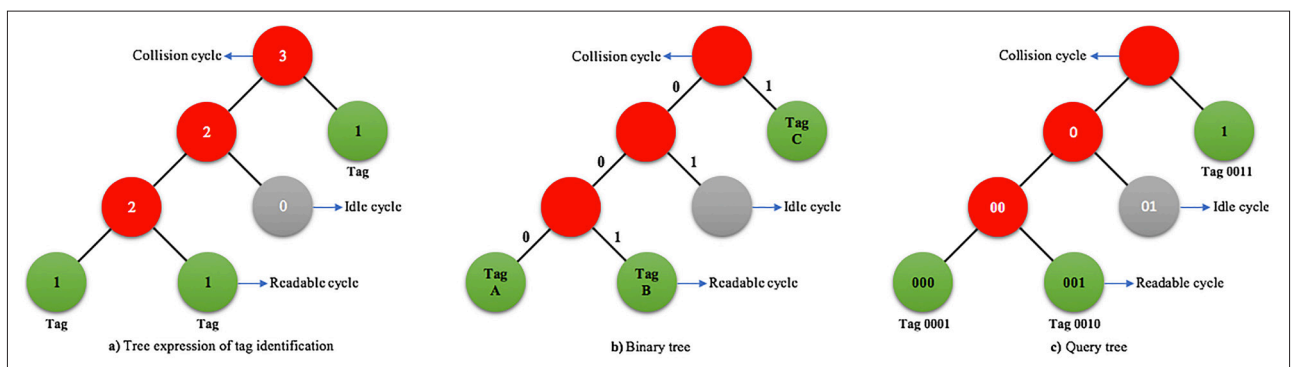 Collision cycle
3
2
1
Tag
2
0
Idle cycle
1
1
Readable cycle
Tag
Tag
a) Tree expression of tag identification
Collision cycle
0
1
Tag
C
0
1
Idle cycle
0
1
Tag
A
Tag
B
Readable cycle
b) Binary tree
Collision cycle
0
1
Tag 0011
00
01
Idle cycle
000
001
Readable cycle
Tag 0001
Tag 0010
c) Query tree